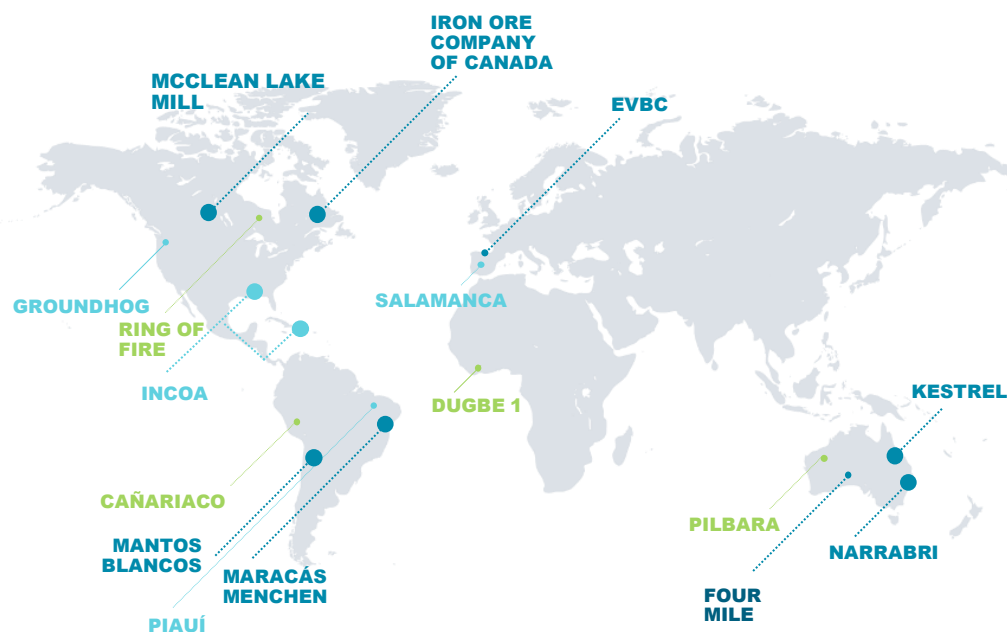 IRON ORE
COMPANY
OF CANADA
MCCLEAN LAKE
MILL
EVBC
GROUNDHOG
SALAMANCA
RING OF
FIRE
INCOA
DUGBE 1
KESTREL
CAÑARIACO
PILBARA
MANTOS
BLANCOS
NARRABRI
MARACÁS
MENCHEN
FOUR
MILE
PIAUÍ